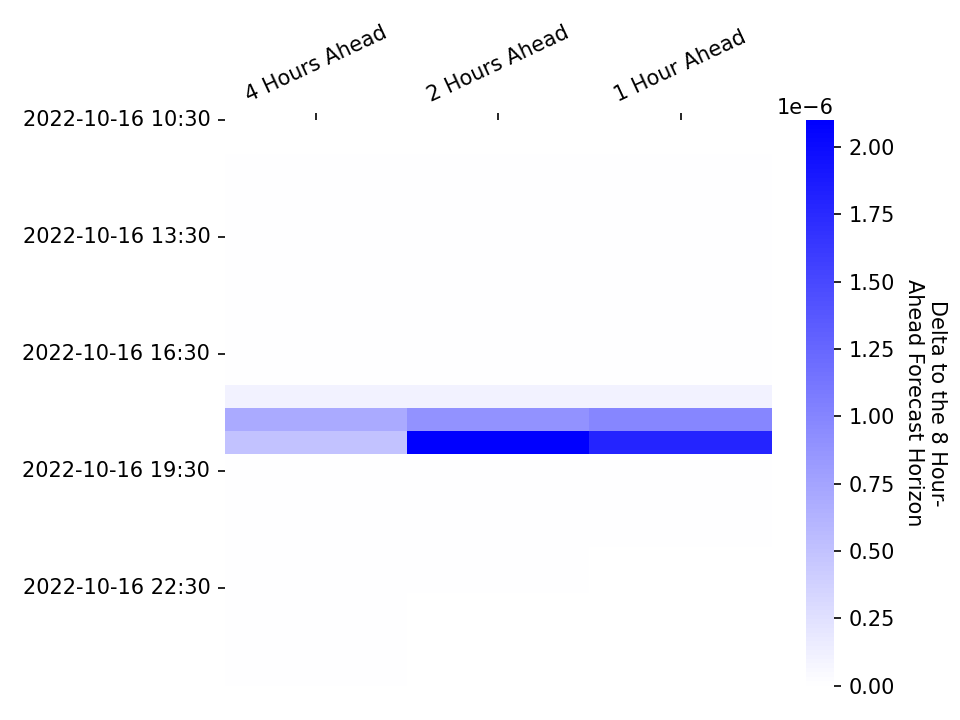 4 Hours Ahead
2 Hours Ahead
1 Hour Ahead
1e−6
2022-10-16 10:30
2022-10-16 13:30
2022-10-16 16:30
2022-10-16 19:30
2022-10-16 22:30
2.00
1.75
1.50
1.25
1.00
0.75
0.50
0.25
0.00
Delta to the 8 Hour-
Ahead Forecast Horizon